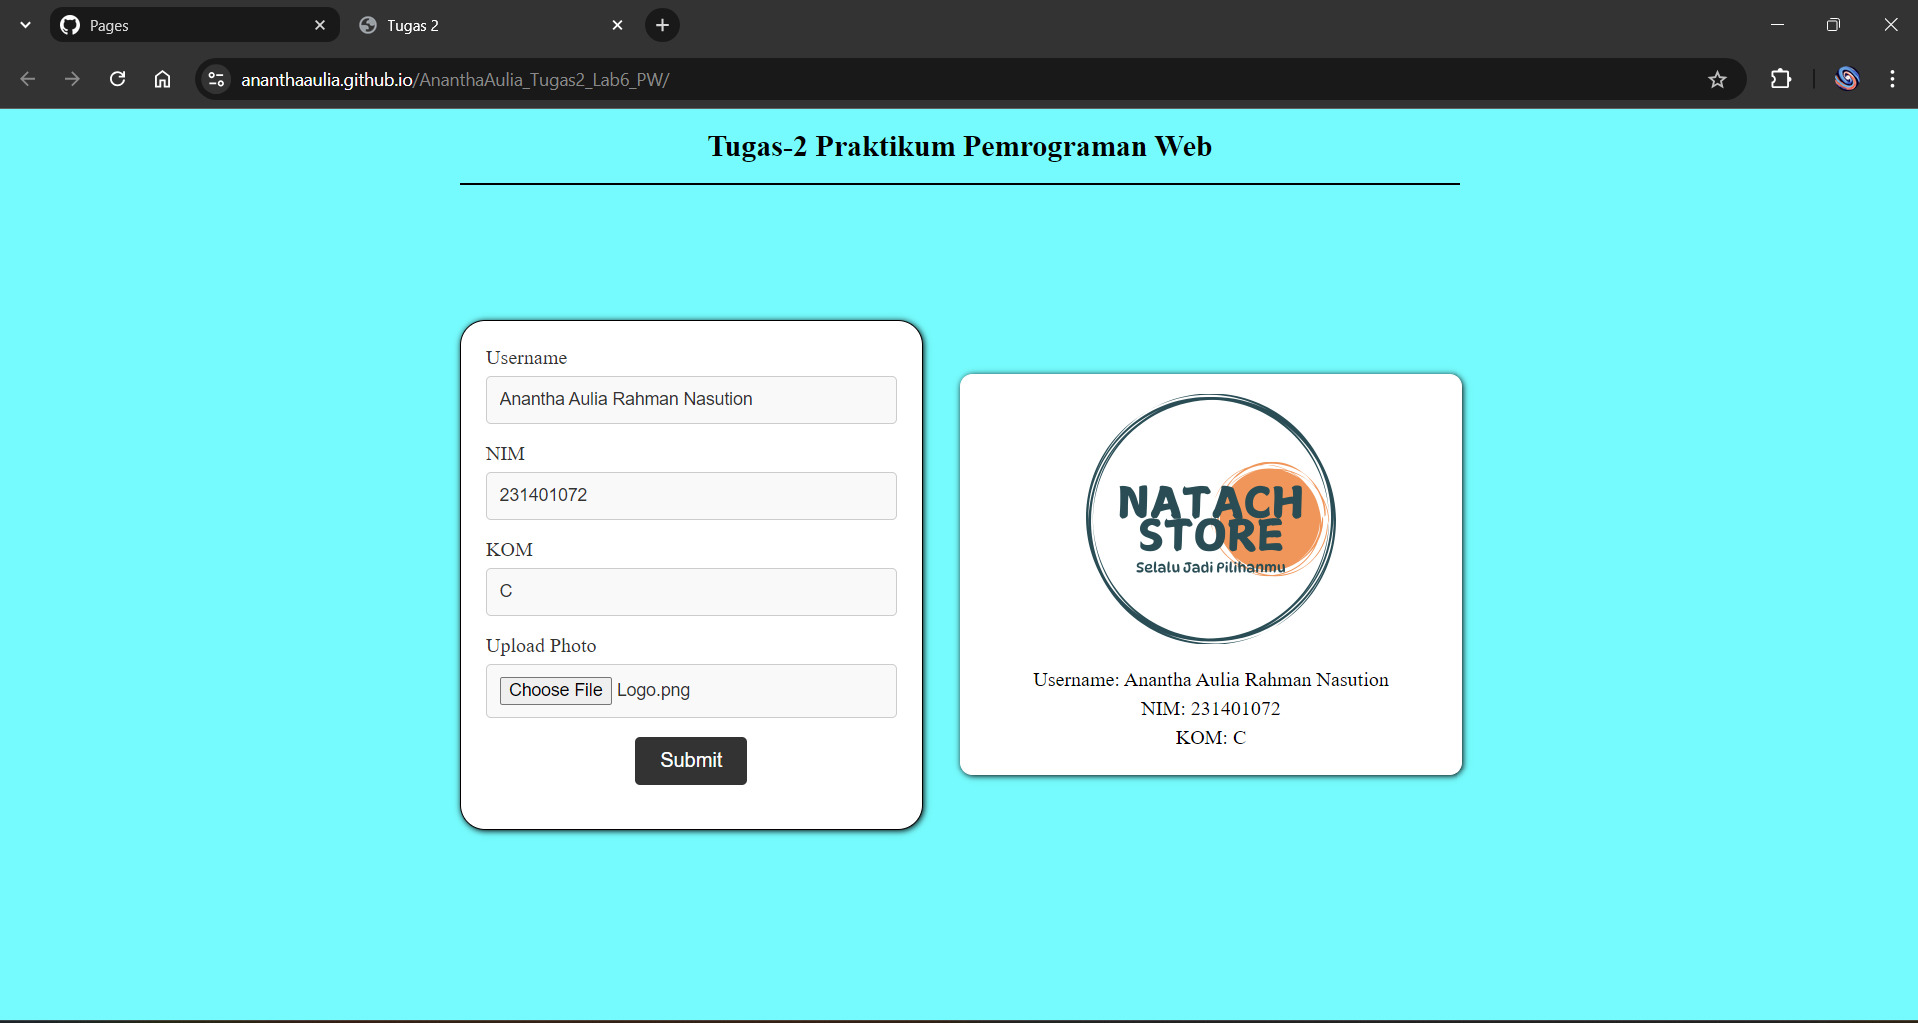 Pages
Tugas 2
ananthaaulia.github.io/AnanthaAulia_Tugas2_Lab6_PW/
Tugas-2 Praktikum Pemrograman Web
Username
Anantha Aulia Rahman Nasution
NIM
231401072
KOM
C
Upload Photo
Choose File Logo.png
Submit
NATACH
STORE
Selalu Jadi Pilihanmu
Username: Anantha Aulia Rahman Nasution
NIM: 231401072
KOM: C